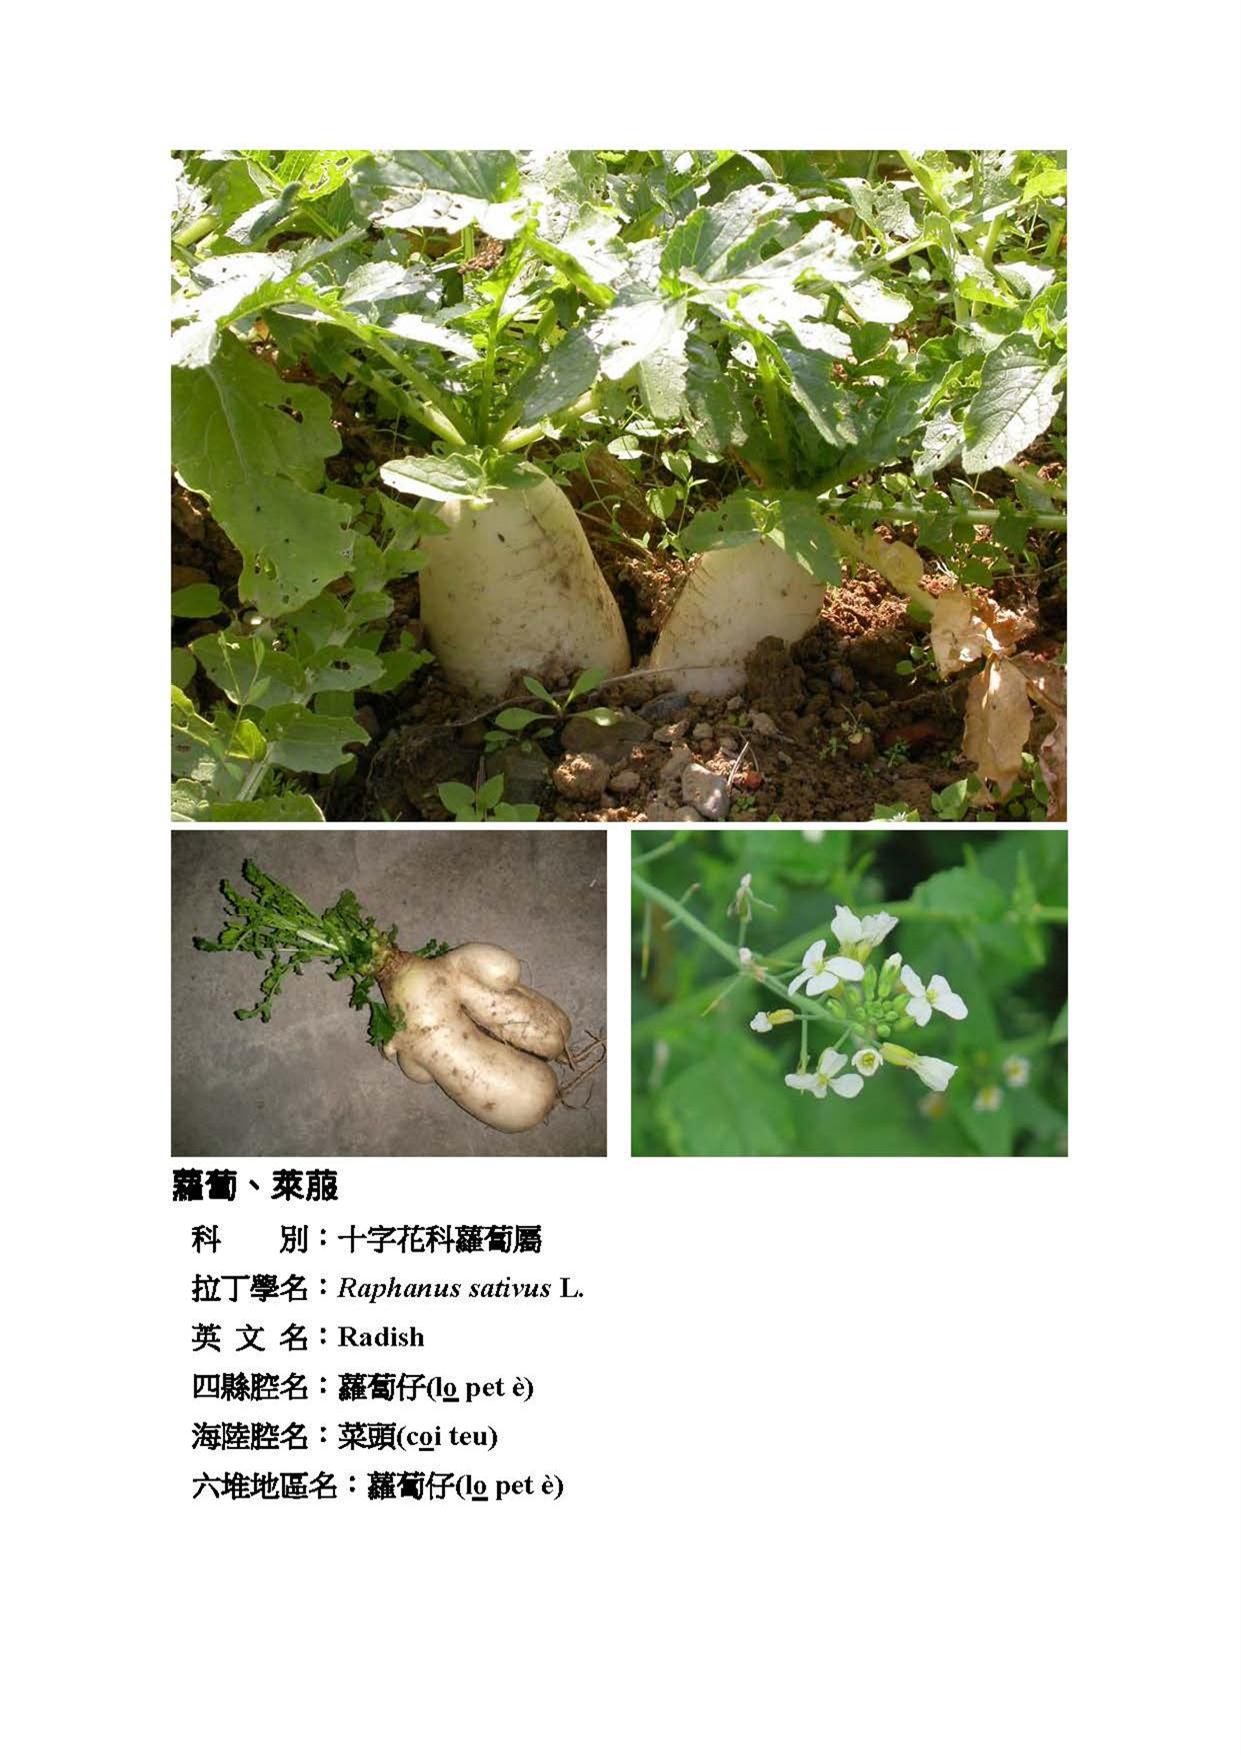 蘿蔔、萊菔
科　　別：十字花科蘿蔔屬
拉丁學名：Raphanus sativus L.
英 文 名：Radish
四縣腔名：蘿蔔仔(lo pet è)
海陸腔名：菜頭(coi teu)
六堆地區名：蘿蔔仔(lo pet è)